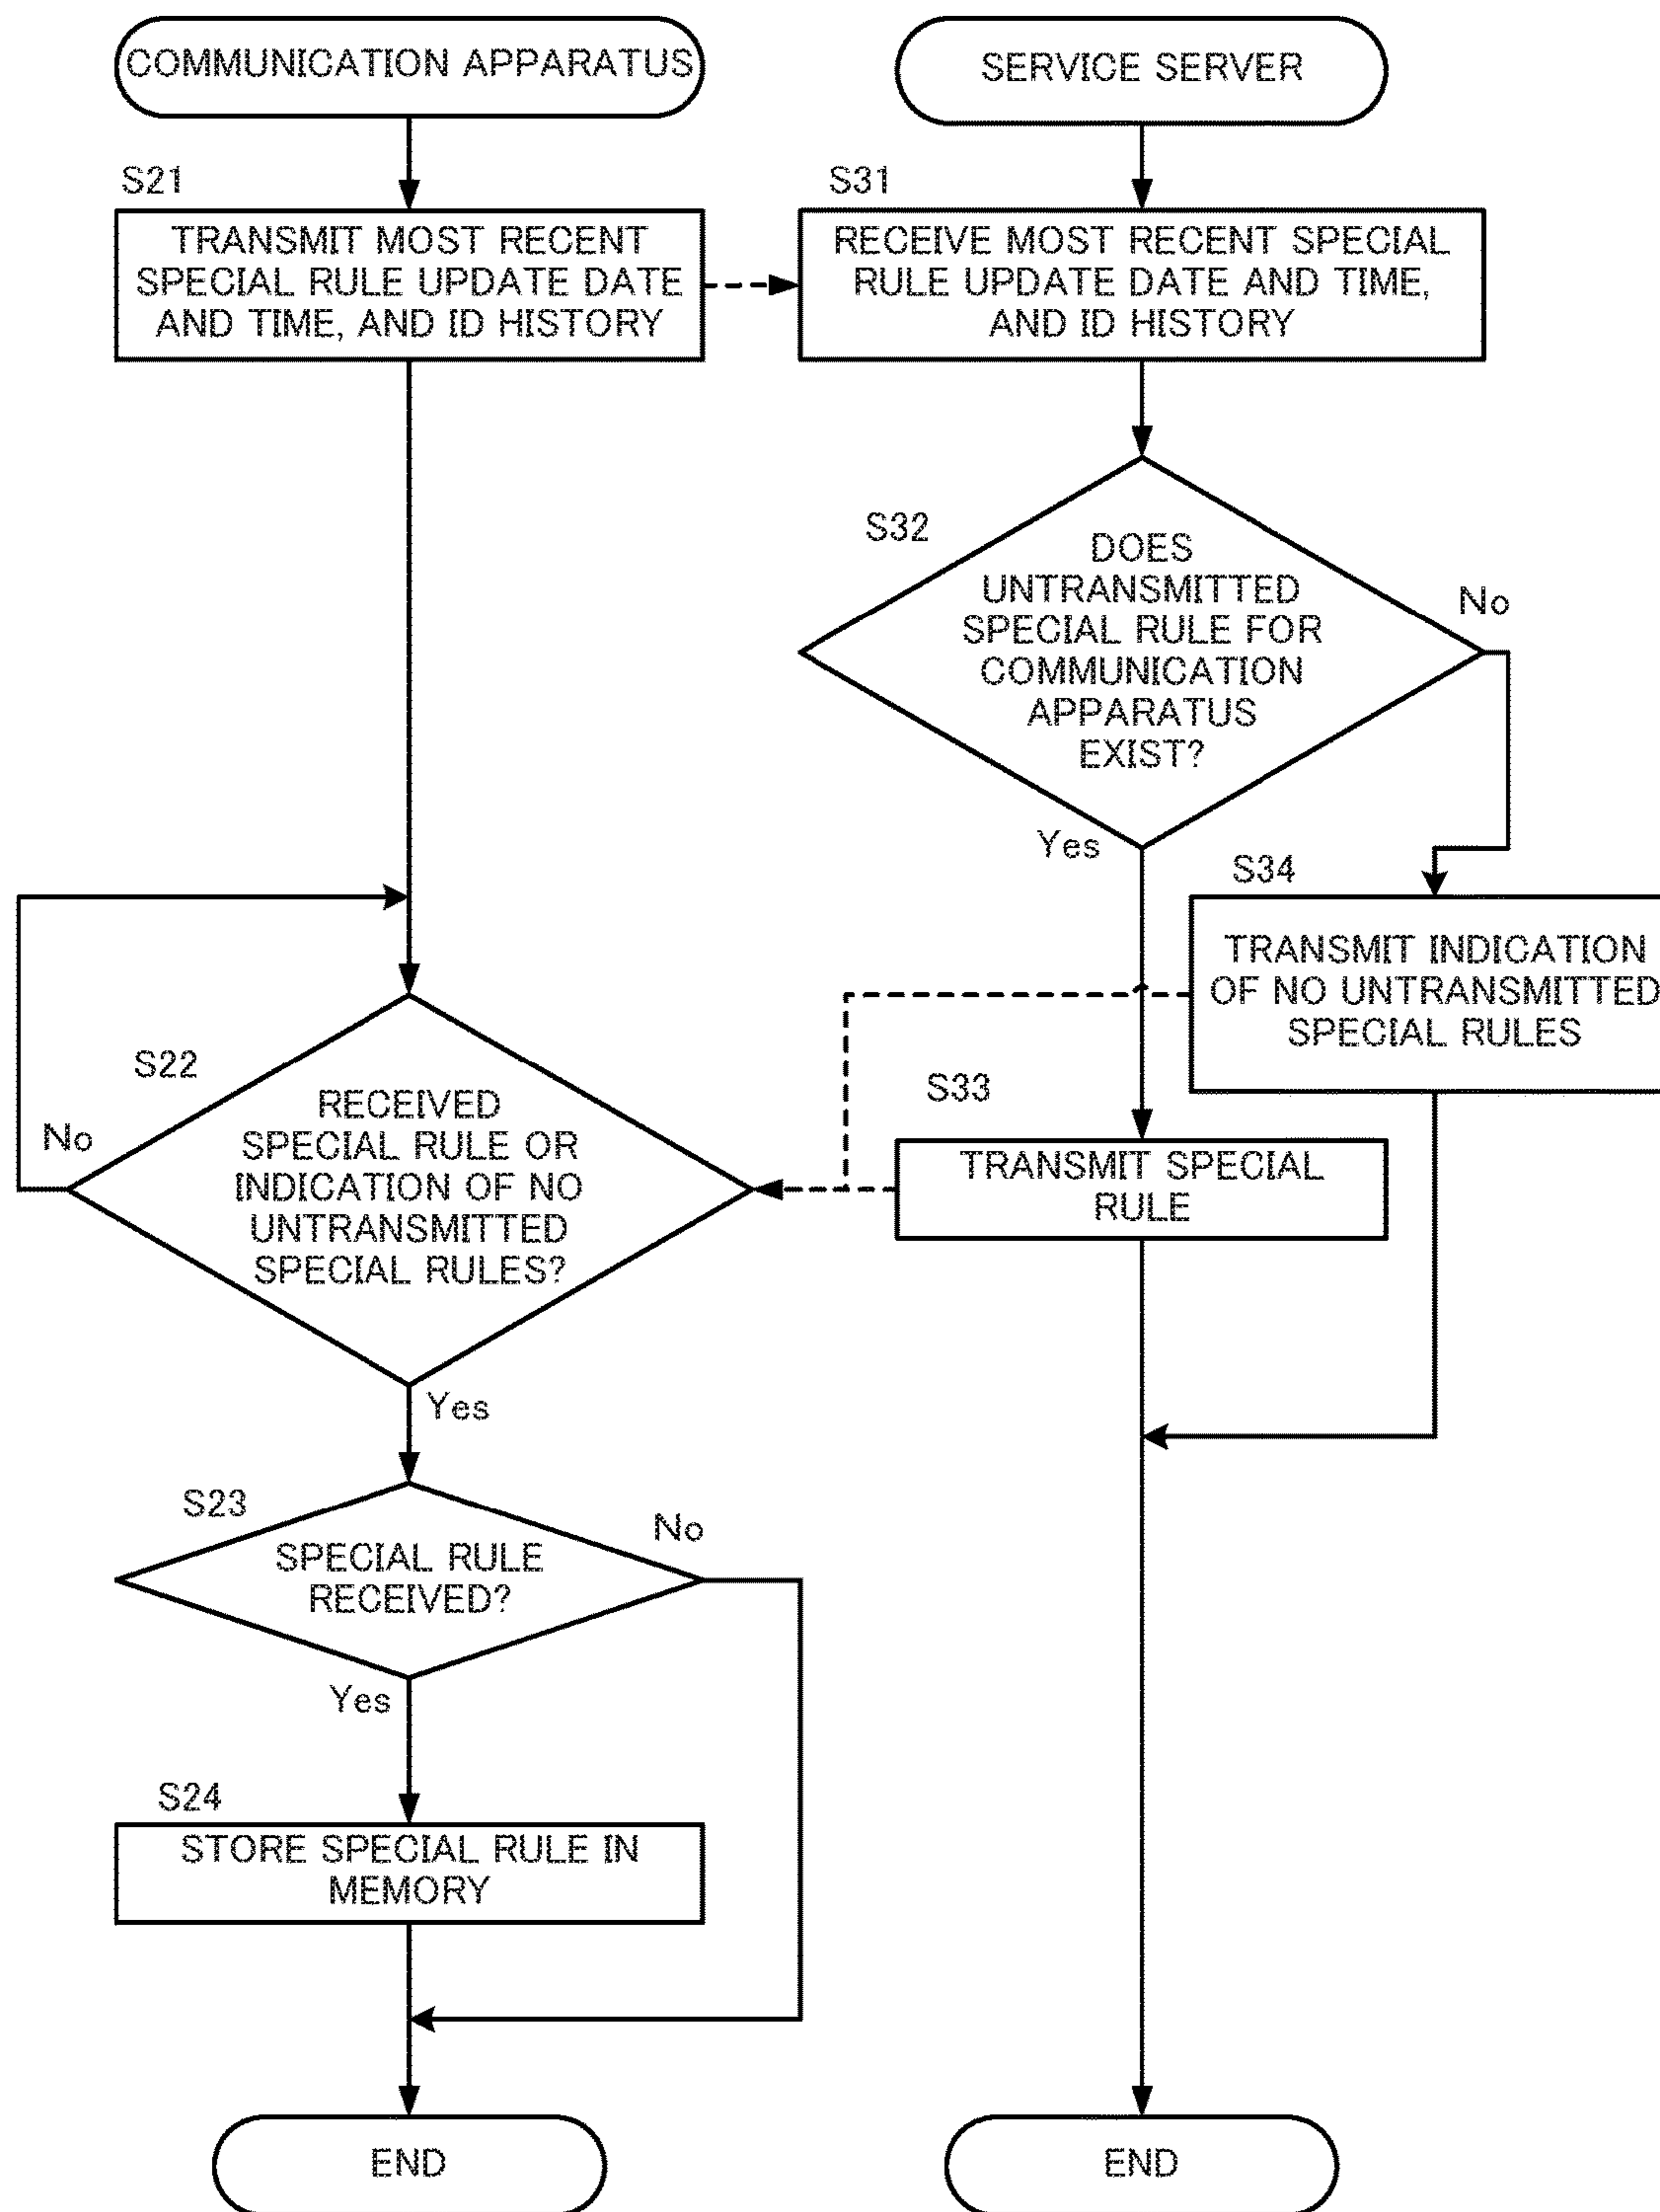 COMMUNICATION APPARATUS
SERVICE SERVER
S21
TRANSMIT MOST RECENT
SPECIAL RULE UPDATE DATE
AND TIME, AND ID HISTORY
S31
RECEIVE MOST RECENT SPECIAL
RULE UPDATE DATE AND TIME,
AND ID HISTORY
S32
DOES
UNTRANSMITTED
SPECIAL RULE FOR
COMMUNICATION
APPARATUS
EXIST?
No
Yes
S34
TRANSMIT INDICATION
OF NO UNTRANSMITTED
SPECIAL RULES
S22
RECEIVED
SPECIAL RULE OR
INDICATION OF NO
UNTRANSMITTED
SPECIAL RULES?
No
Yes
S33
TRANSMIT SPECIAL
RULE
S23
SPECIAL RULE
RECEIVED?
No
Yes
S24
STORE SPECIAL RULE IN
MEMORY
END
END